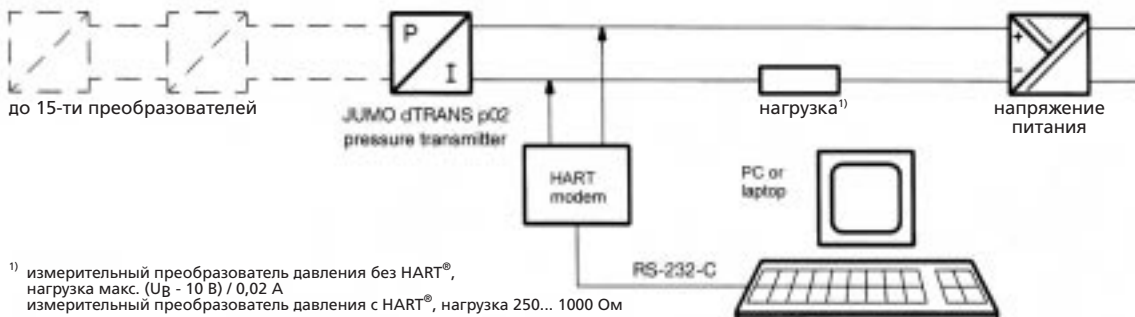 P
I
+
-
до 15-ти преобразователей
JUMO dTRANS p02
pressure transmitter
нагрузка¹⁾
напряжение
питания
HART
modem
PC or
laptop
RS-232-C
¹⁾ измерительный преобразователь давления без HART®,
нагрузка макс. (U_B - 10 В) / 0,02 А
измерительный преобразователь давления с HART®, нагрузка 250... 1000 Ом